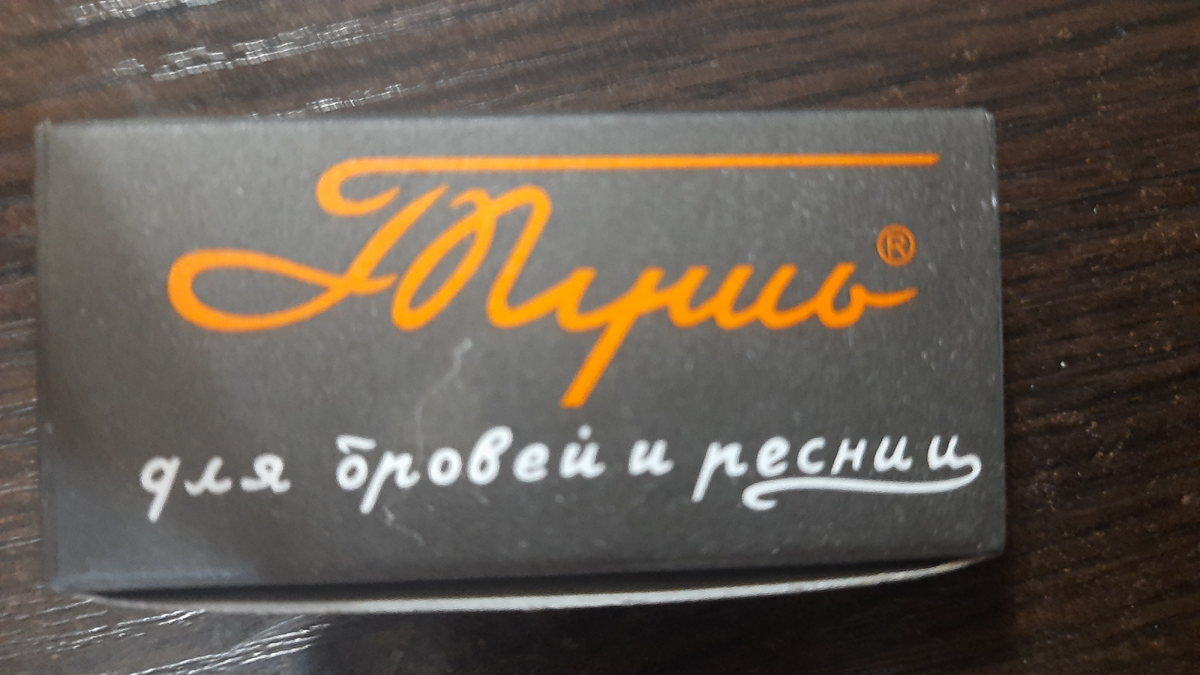 Тушь®
для бровей и ресниц